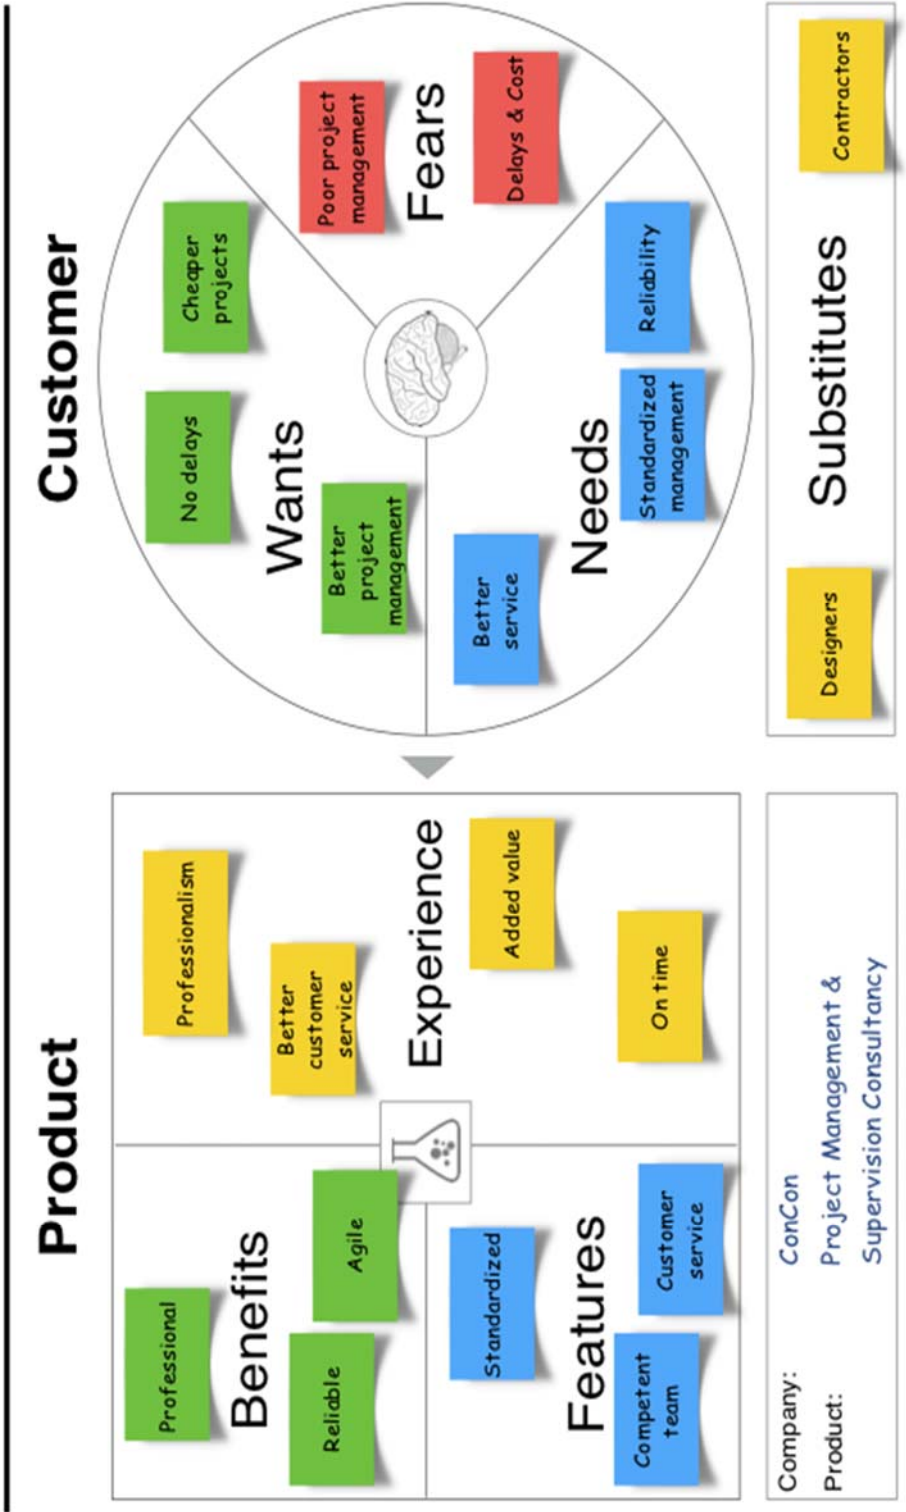 Product
Customer
Professional
Benefits
Reliable
Agile
Professionalism
Better
customer
service
Experience
Added value
On time
Standardized
Features
Competent
team
Customer
service
No delays
Cheaper
projects
Wants
Better
project
management
Poor project
management
Fears
Delays & Cost
Better
service
Needs
Standardized
management
Reliability
Company: ConCon
Product: Project Management &
Supervision Consultancy
Designers
Substitutes
Contractors